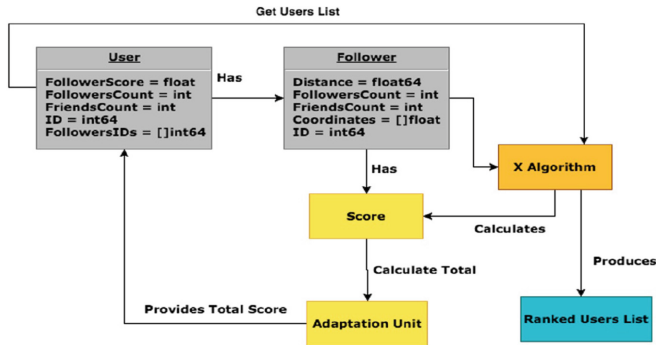 Get Users List
User
FollowerScore = float
FollowersCount = int
FriendsCount = int
ID = int64
FollowersIDs = []int64
Has
Follower
Distance = float64
FollowersCount = int
FriendsCount = int
Coordinates = []float
ID = int64
X Algorithm
Has
Score
Calculates
Calculate Total
Produces
Provides Total Score
Adaptation Unit
Ranked Users List